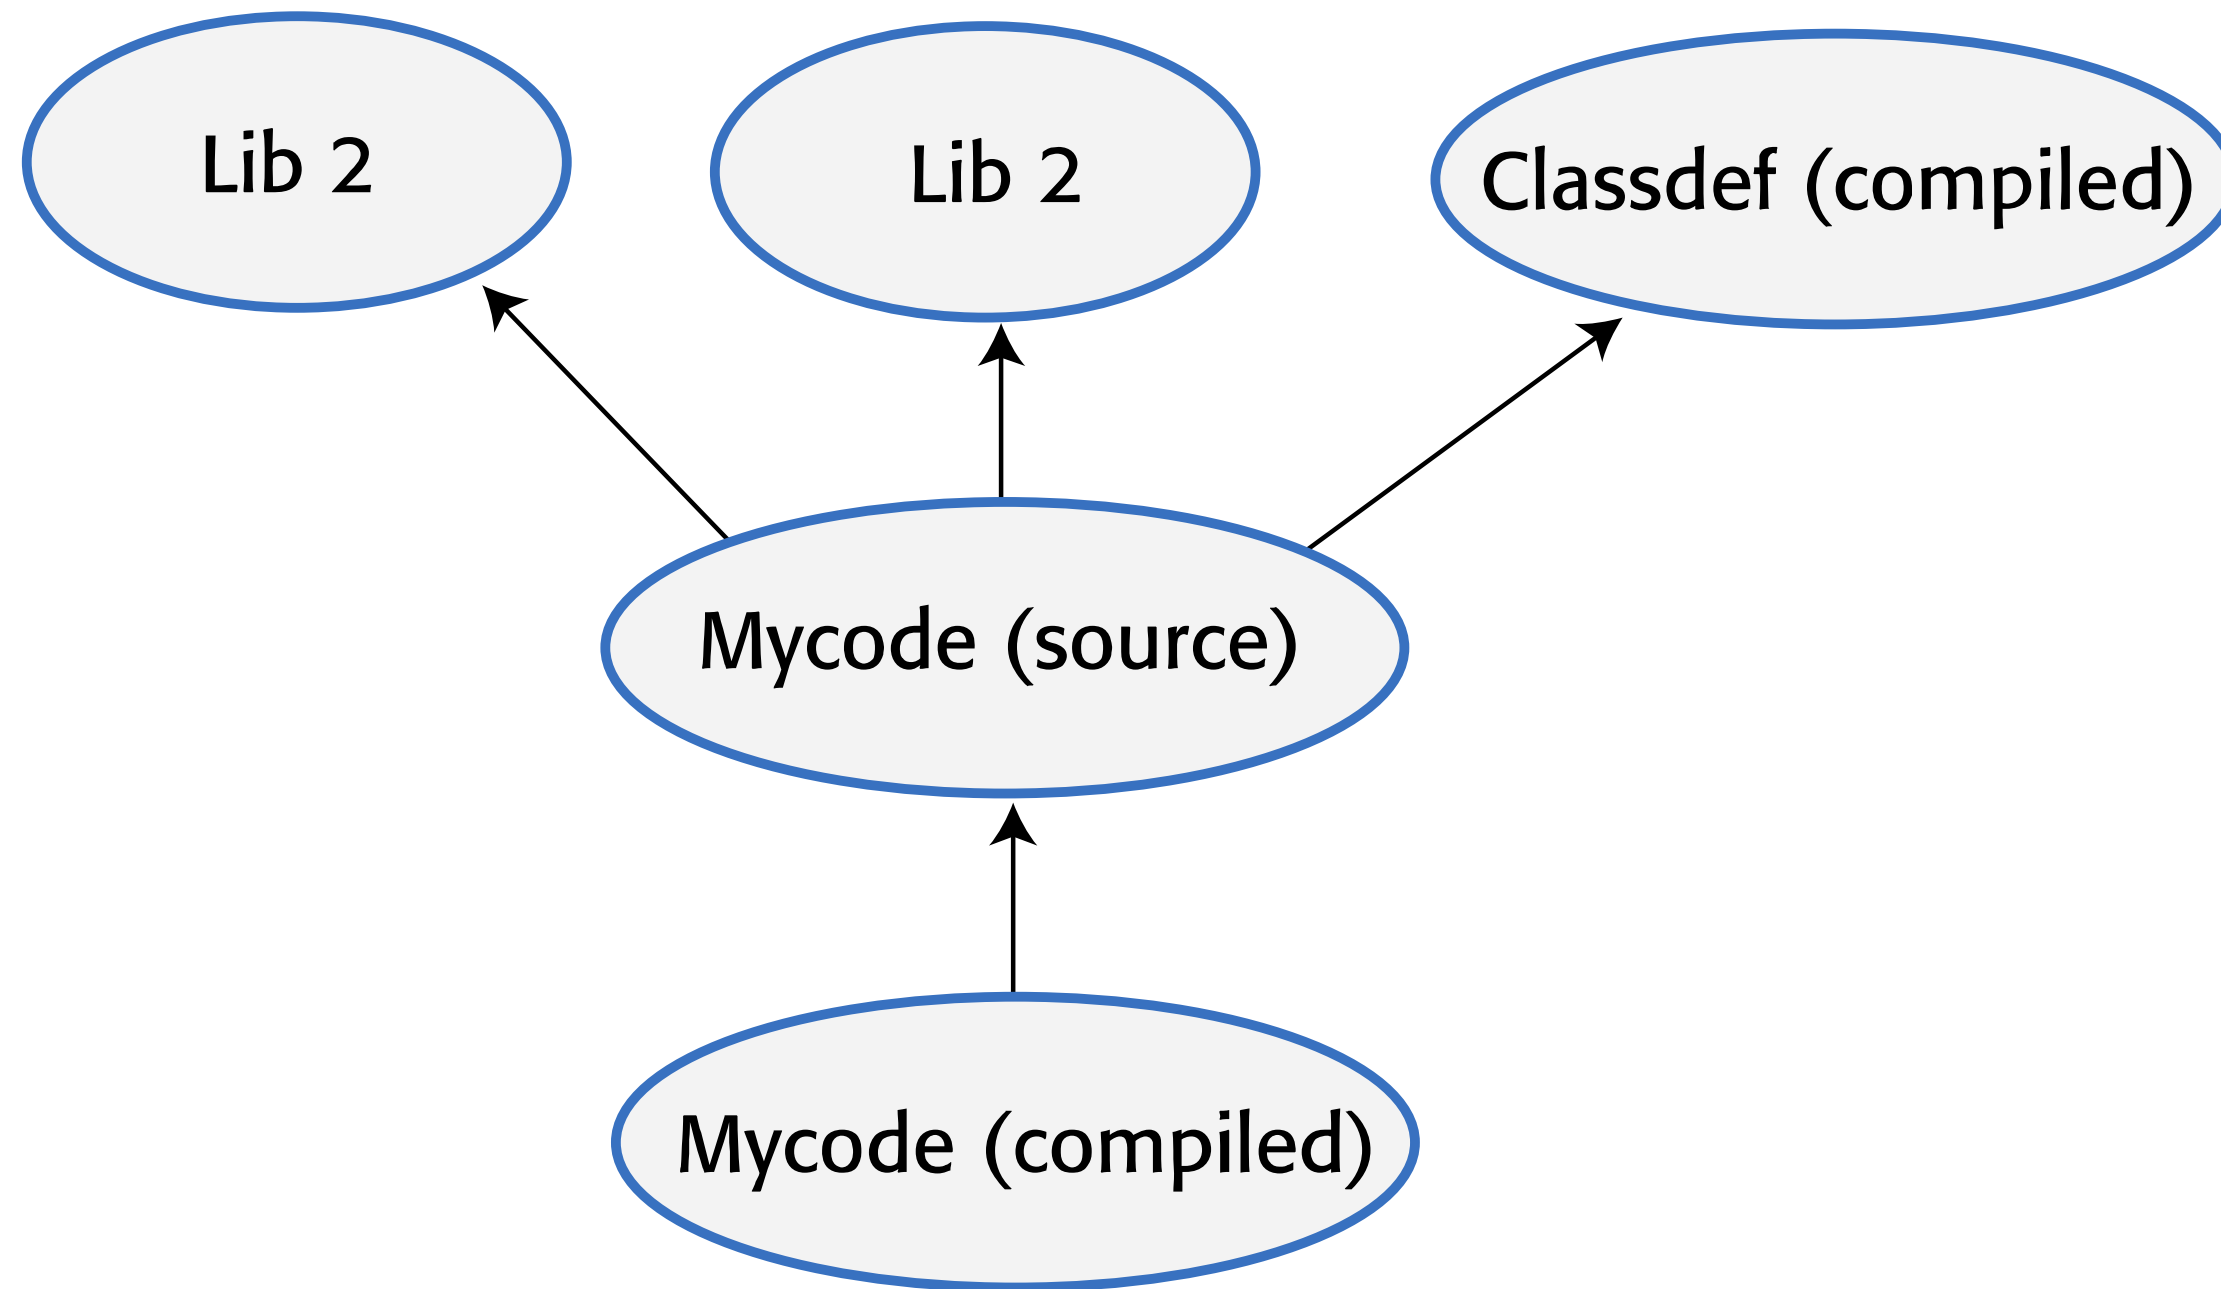 Lib 2
Lib 2
Classdef (compiled)
Mycode (source)
Mycode (compiled)